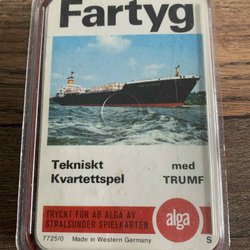 Fartyg
Tekniskt med
Kvartettspel TRUMF
TRYCKT FÖR AB ALGA AV
STRALSUNDER SPIELKARTEN
alga
7725/0 Made in Western Germany S